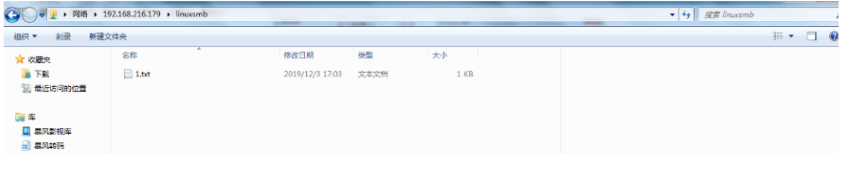 网络 ▸ 192.168.216.179 ▸ linuxsmb
搜索 linuxsmb
组织 ▼ 刻录 新建文件夹
名称 修改日期 类型 大小
收藏夹
下载
1.txt 2019/12/3 17:03 文本文档 1 KB
最近访问的位置
库
暴风影视库
暴风转码